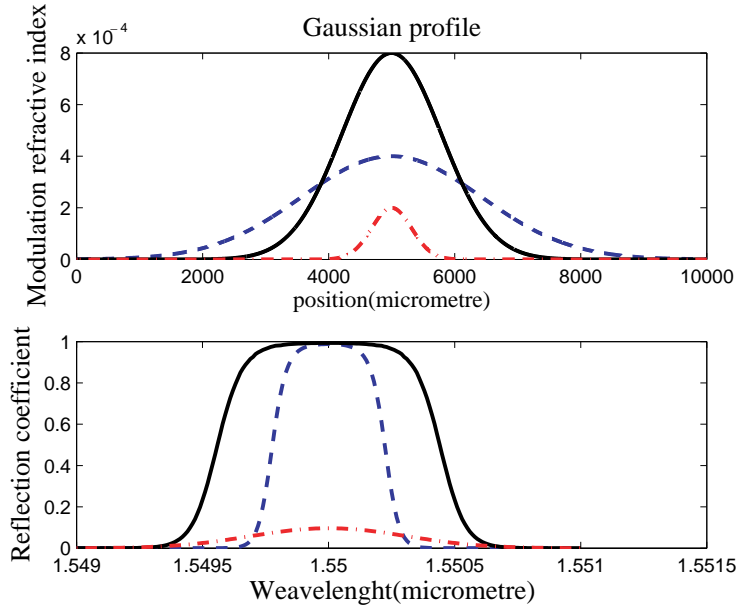 Gaussian profile
x 10⁻⁴
8
6
4
2
0
Modulation refractive index
0 2000 4000 6000 8000 10000
position(micrometre)
1
0.8
0.6
0.4
0.2
0
Reflection coefficient
1.549 1.5495 1.55 1.5505 1.551 1.5515
Weavelenght(micrometre)